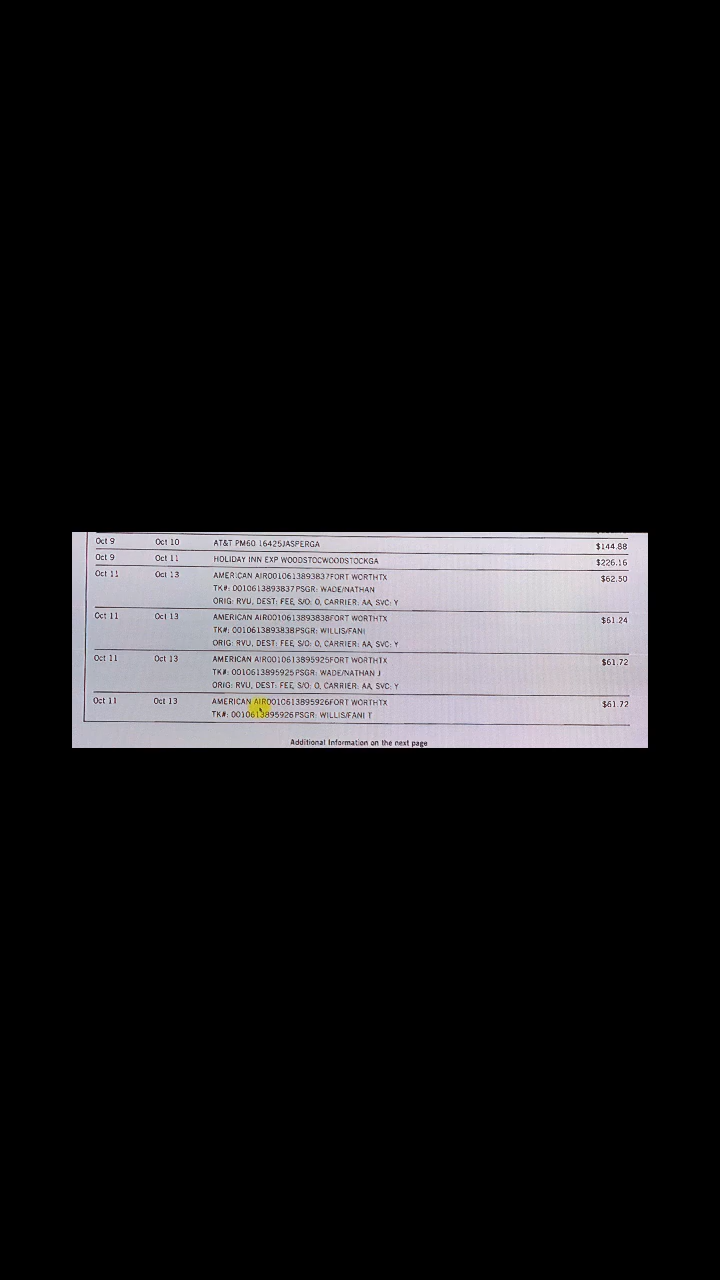 Oct 9 Oct 10 AT&T PM60 16425JASPERGA $144.88
Oct 9 Oct 11 HOLIDAY INN EXP WOODSTOCWOODSTOCKGA $226.16
Oct 11 Oct 13 AMERICAN AIR0010613893837FORT WORTHTX $62.50
TK#: 0010613893837PSGR: WADE/NATHAN
ORIG: RVU, DEST: FEE, S/O: O, CARRIER: AA, SVC: Y
Oct 11 Oct 13 AMERICAN AIR0010613893838FORT WORTHTX $61.24
TK#: 0010613893838PSGR: WILLIS/FANI
ORIG: RVU, DEST: FEE, S/O: O, CARRIER: AA, SVC: Y
Oct 11 Oct 13 AMERICAN AIR0010613895925FORT WORTHTX $61.72
TK#: 0010613895925PSGR: WADE/NATHAN J
ORIG: RVU, DEST: FEE, S/O: O, CARRIER: AA, SVC: Y
Oct 11 Oct 13 AMERICAN AIR0010613895926FORT WORTHTX $61.72
TK#: 0010613895926PSGR: WILLIS/FANI T
Additional Information on the next page